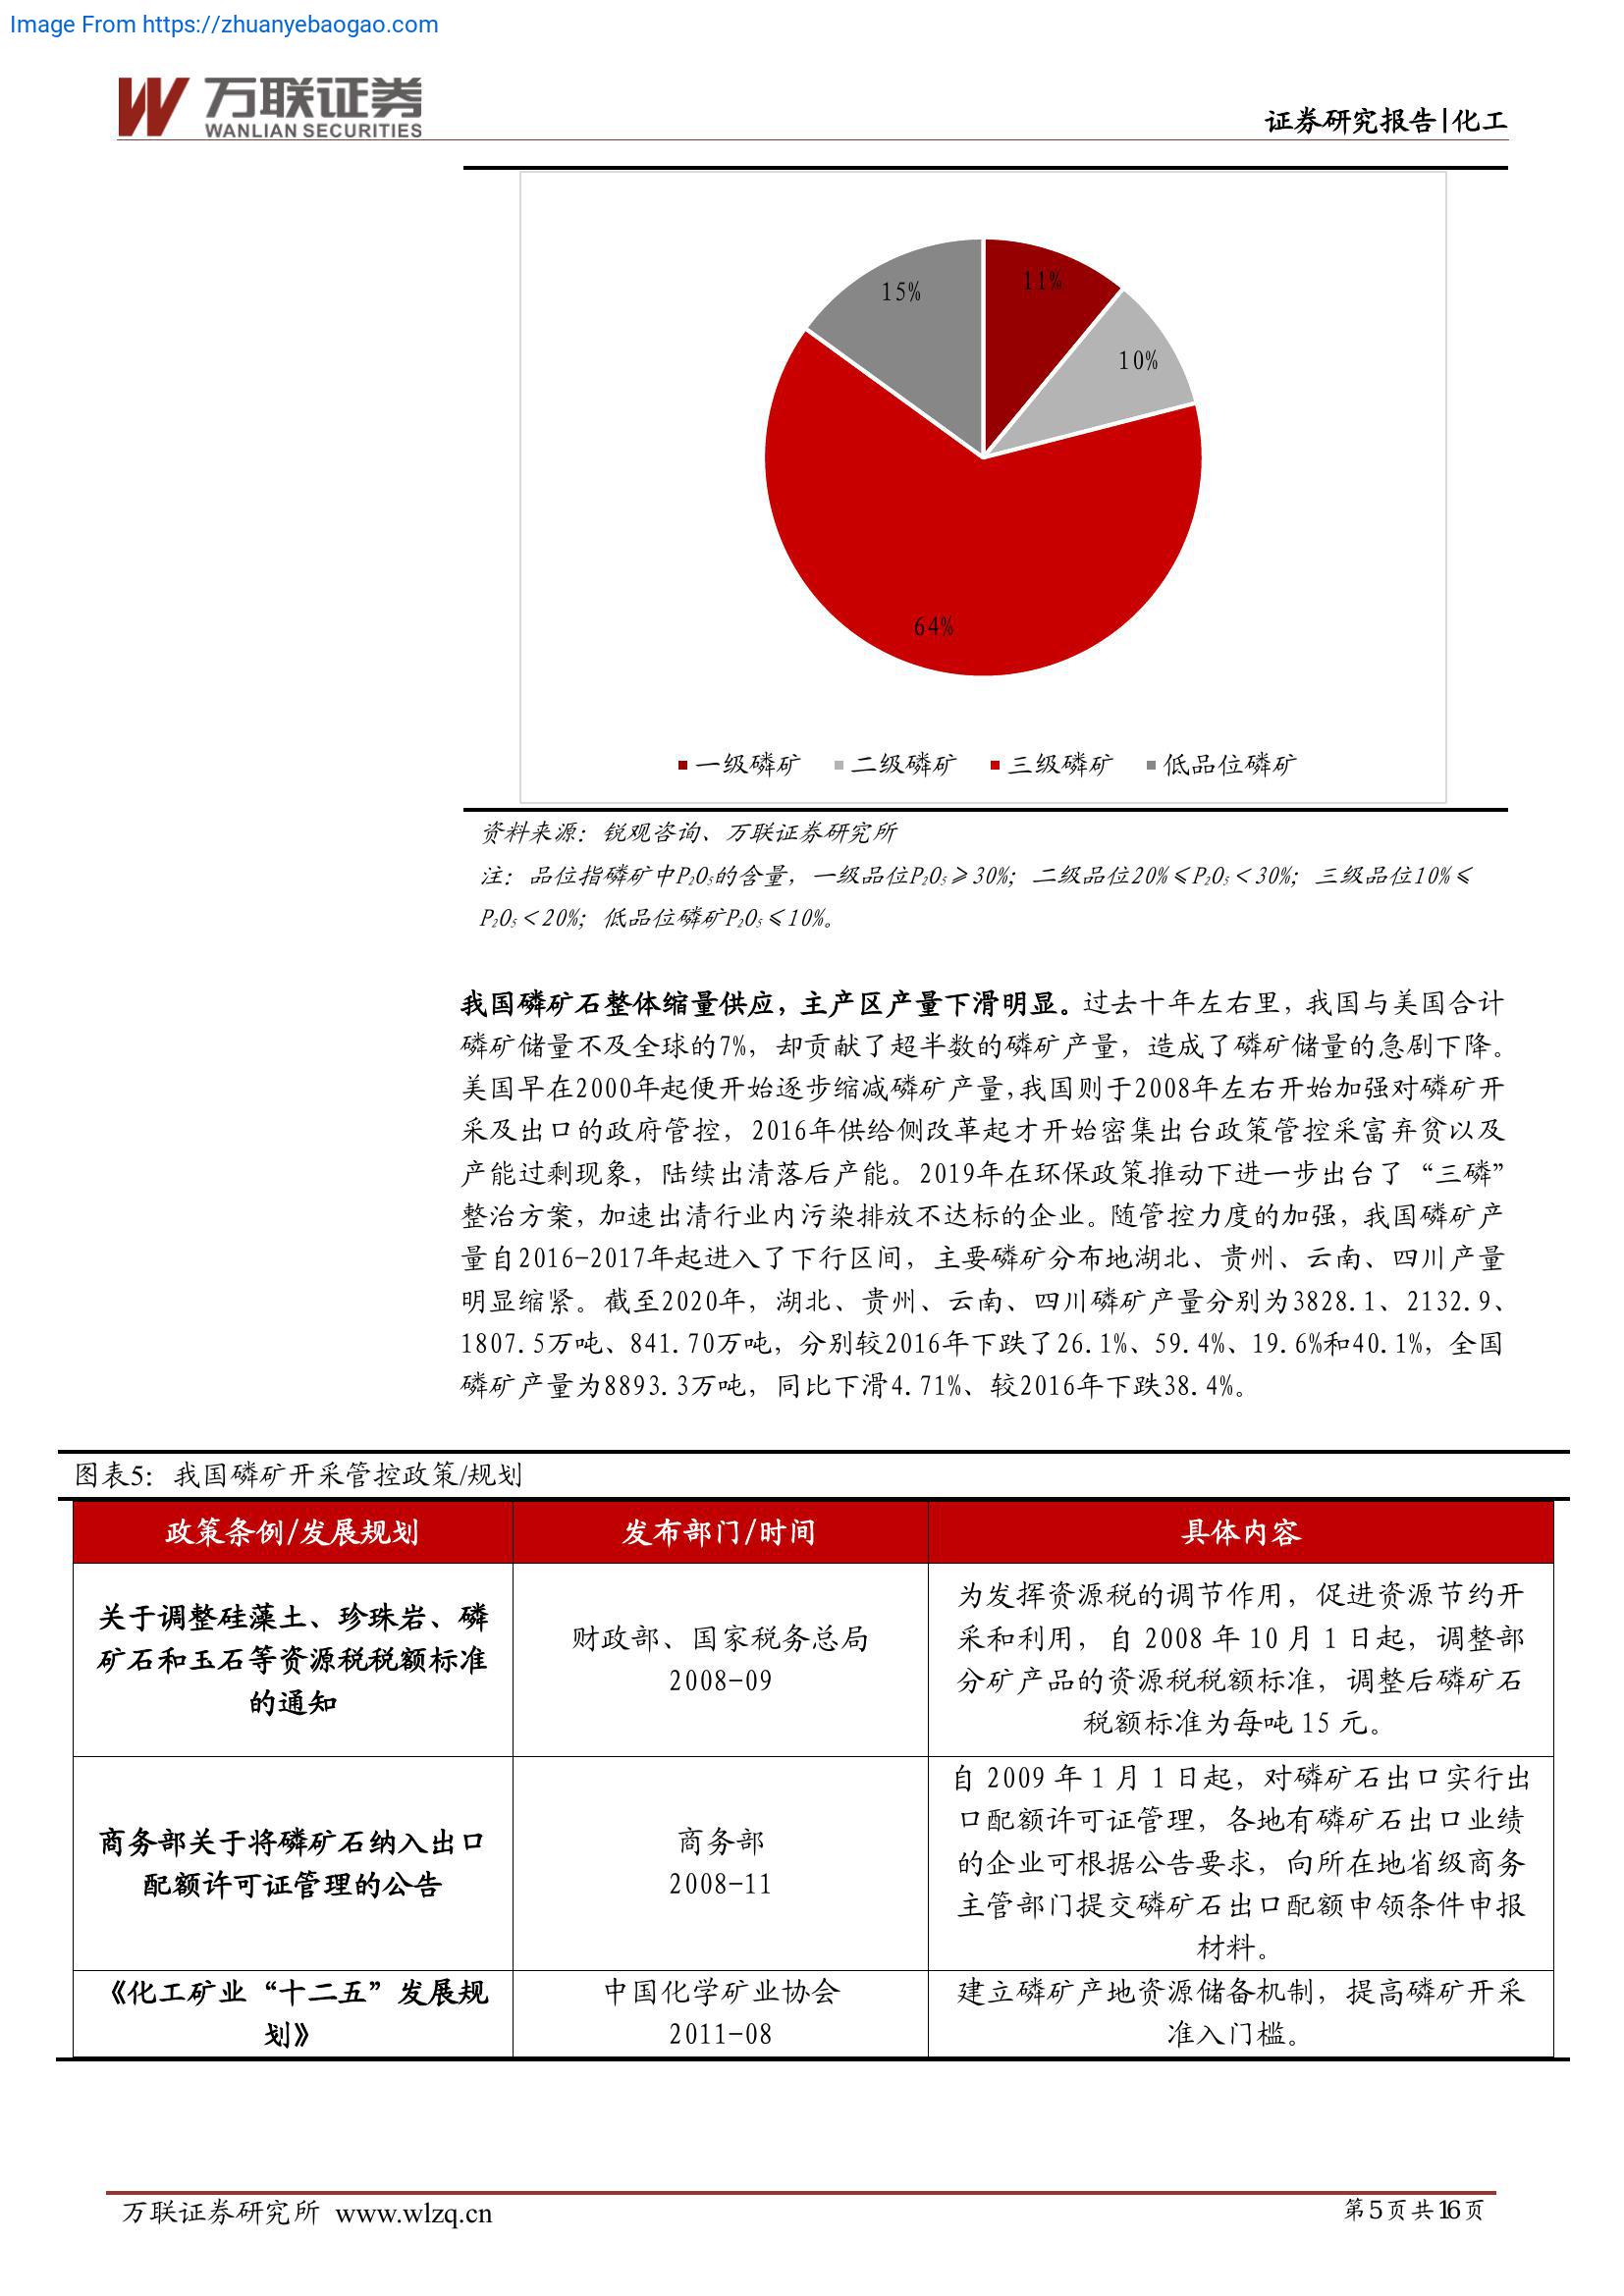 Image From https://zhuanyebaogao.com
万联证券
WANLIAN SECURITIES
证券研究报告|化工
11%
10%
64%
15%
一级磷矿 二级磷矿 三级磷矿 低品位磷矿
资料来源：锐观咨询、万联证券研究所
注：品位指磷矿中P₂O₅的含量，一级品位P₂O₅≥30%；二级品位20%≤P₂O₅＜30%；三级品位10%≤
P₂O₅＜20%；低品位磷矿P₂O₅≤10%。
我国磷矿石整体缩量供应，主产区产量下滑明显。过去十年左右里，我国与美国合计
磷矿储量不及全球的7%，却贡献了超半数的磷矿产量，造成了磷矿储量的急剧下降。
美国早在2000年起便开始逐步缩减磷矿产量，我国则于2008年左右开始加强对磷矿开
采及出口的政府管控，2016年供给侧改革起才开始密集出台政策管控采富弃贫以及
产能过剩现象，陆续出清落后产能。2019年在环保政策推动下进一步出台了“三磷”
整治方案，加速出清行业内污染排放不达标的企业。随管控力度的加强，我国磷矿产
量自2016-2017年起进入了下行区间，主要磷矿分布地湖北、贵州、云南、四川产量
明显缩紧。截至2020年，湖北、贵州、云南、四川磷矿产量分别为3828.1、2132.9、
1807.5万吨、841.70万吨，分别较2016年下跌了26.1%、59.4%、19.6%和40.1%，全国
磷矿产量为8893.3万吨，同比下滑4.71%、较2016年下跌38.4%。
图表5：我国磷矿开采管控政策/规划
政策条例/发展规划 发布部门/时间 具体内容
关于调整硅藻土、珍珠岩、磷
矿石和玉石等资源税税额标准
的通知
财政部、国家税务总局
2008-09
为发挥资源税的调节作用，促进资源节约开
采和利用，自 2008 年 10 月 1 日起，调整部
分矿产品的资源税税额标准，调整后磷矿石
税额标准为每吨 15 元。
商务部关于将磷矿石纳入出口
配额许可证管理的公告
商务部
2008-11
自 2009 年 1 月 1 日起，对磷矿石出口实行出
口配额许可证管理，各地有磷矿石出口业绩
的企业可根据公告要求，向所在地省级商务
主管部门提交磷矿石出口配额申领条件申报
材料。
《化工矿业“十二五”发展规
划》
中国化学矿业协会
2011-08
建立磷矿产地资源储备机制，提高磷矿开采
准入门槛。
万联证券研究所 www.wlzq.cn
第5页共16页